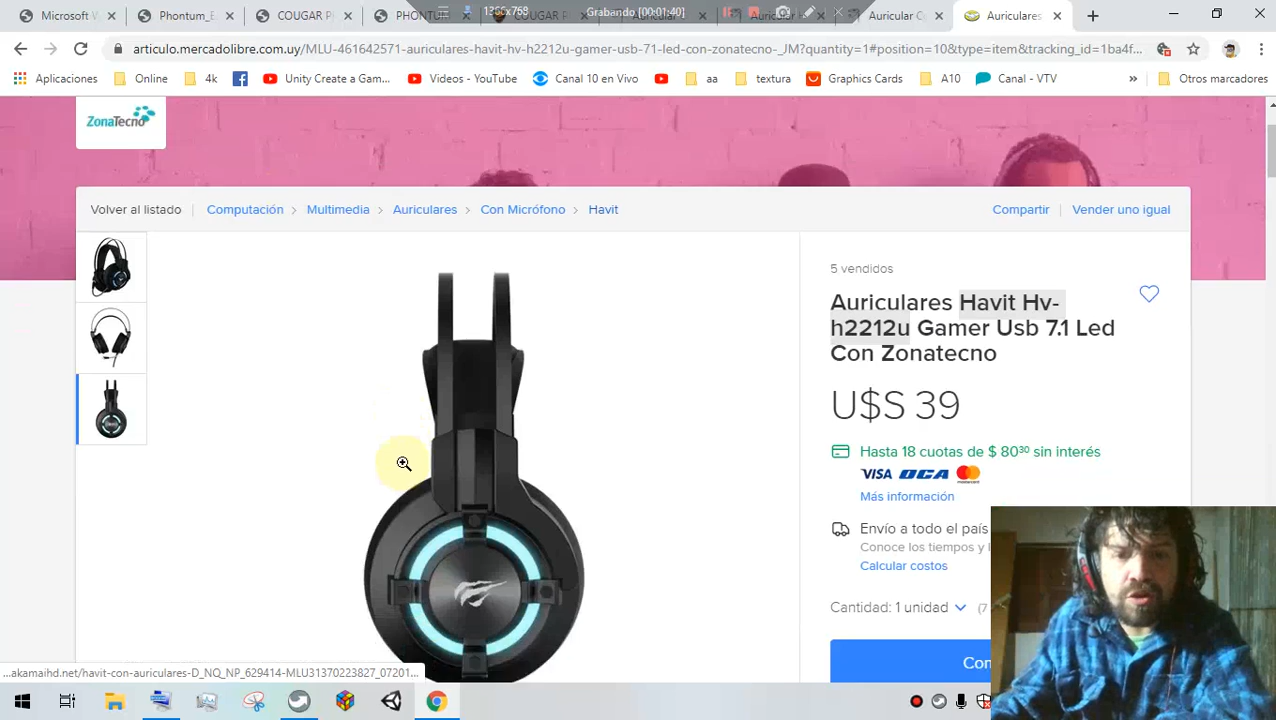 1366x768
Grabando [00:01:40]
Microsoft W
Phontum_E
COUGAR P
PHONTU
COUGAR P
Auricular
Auricular H
Auricular C
Auriculares
articulo.mercadolibre.com.uy/MLU-461642571-auriculares-havit-hv-h2212u-gamer-usb-71-led-con-zonatecno-_JM?quantity=1#position=10&type=item&tracking_id=1ba4f...
Aplicaciones
Online
4k
Unity Create a Gam...
Videos - YouTube
Canal 10 en Vivo
aa
textura
Graphics Cards
A10
Canal - VTV
»
Otros marcadores
ZonaTecno
Volver al listado
Computación
Multimedia
Auriculares
Con Micrófono
Havit
Compartir
Vender uno igual
5 vendidos
Auriculares Havit Hv-
h2212u Gamer Usb 7.1 Led
Con Zonatecno
U$S 39
Hasta 18 cuotas de $ 80³⁰ sin interés
VISA OCA
Más información
Envío a todo el país
Conoce los tiempos y l
Calcular costos
Cantidad: 1 unidad
(7
Con
...akamaihd.net/havit-con-auriculares-D_NQ_NP_629414-MLU31370223827_07201...